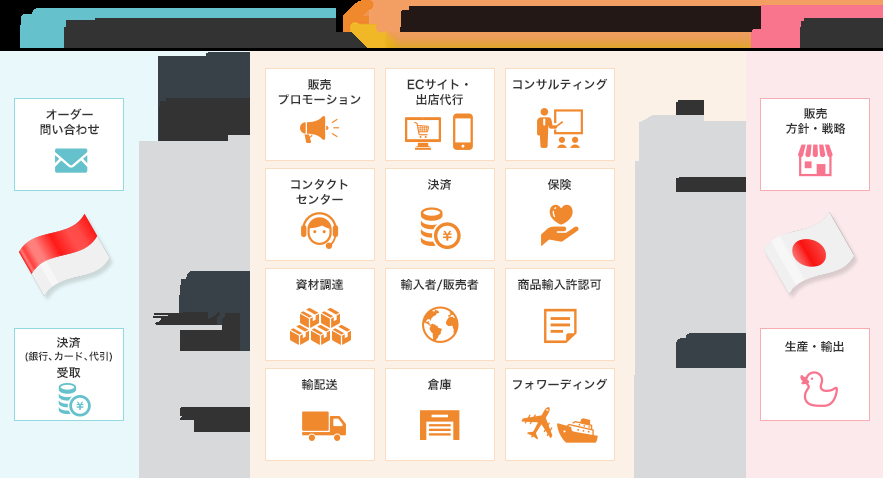 オーダー
問い合わせ
決済
(銀行、カード、代引)
受取
販売
プロモーション
ECサイト・
出店代行
コンサルティング
コンタクト
センター
決済
¥
保険
資材調達
輸入者/販売者
商品輸入許認可
輸配送
倉庫
フォワーディング
販売
方針・戦略
生産・輸出
¥